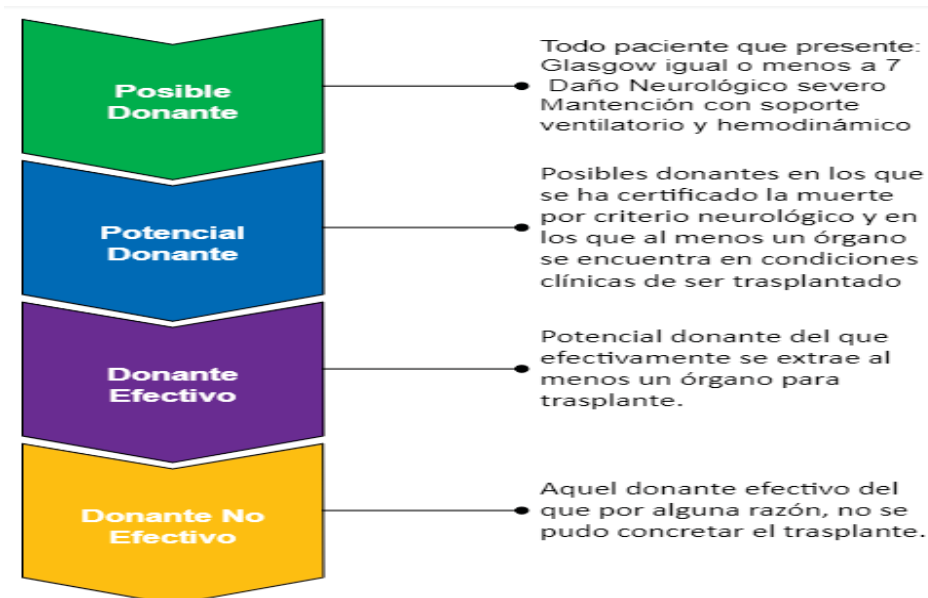 Posible
Donante
Todo paciente que presente:
Glasgow igual o menos a 7
Daño Neurológico severo
Mantención con soporte
ventilatorio y hemodinámico
Potencial
Donante
Posibles donantes en los que
se ha certificado la muerte
por criterio neurológico y en
los que al menos un órgano
se encuentra en condiciones
clínicas de ser trasplantado
Donante
Efectivo
Potencial donante del que
efectivamente se extrae al
menos un órgano para
trasplante.
Donante No
Efectivo
Aquel donante efectivo del
que por alguna razón, no se
pudo concretar el trasplante.